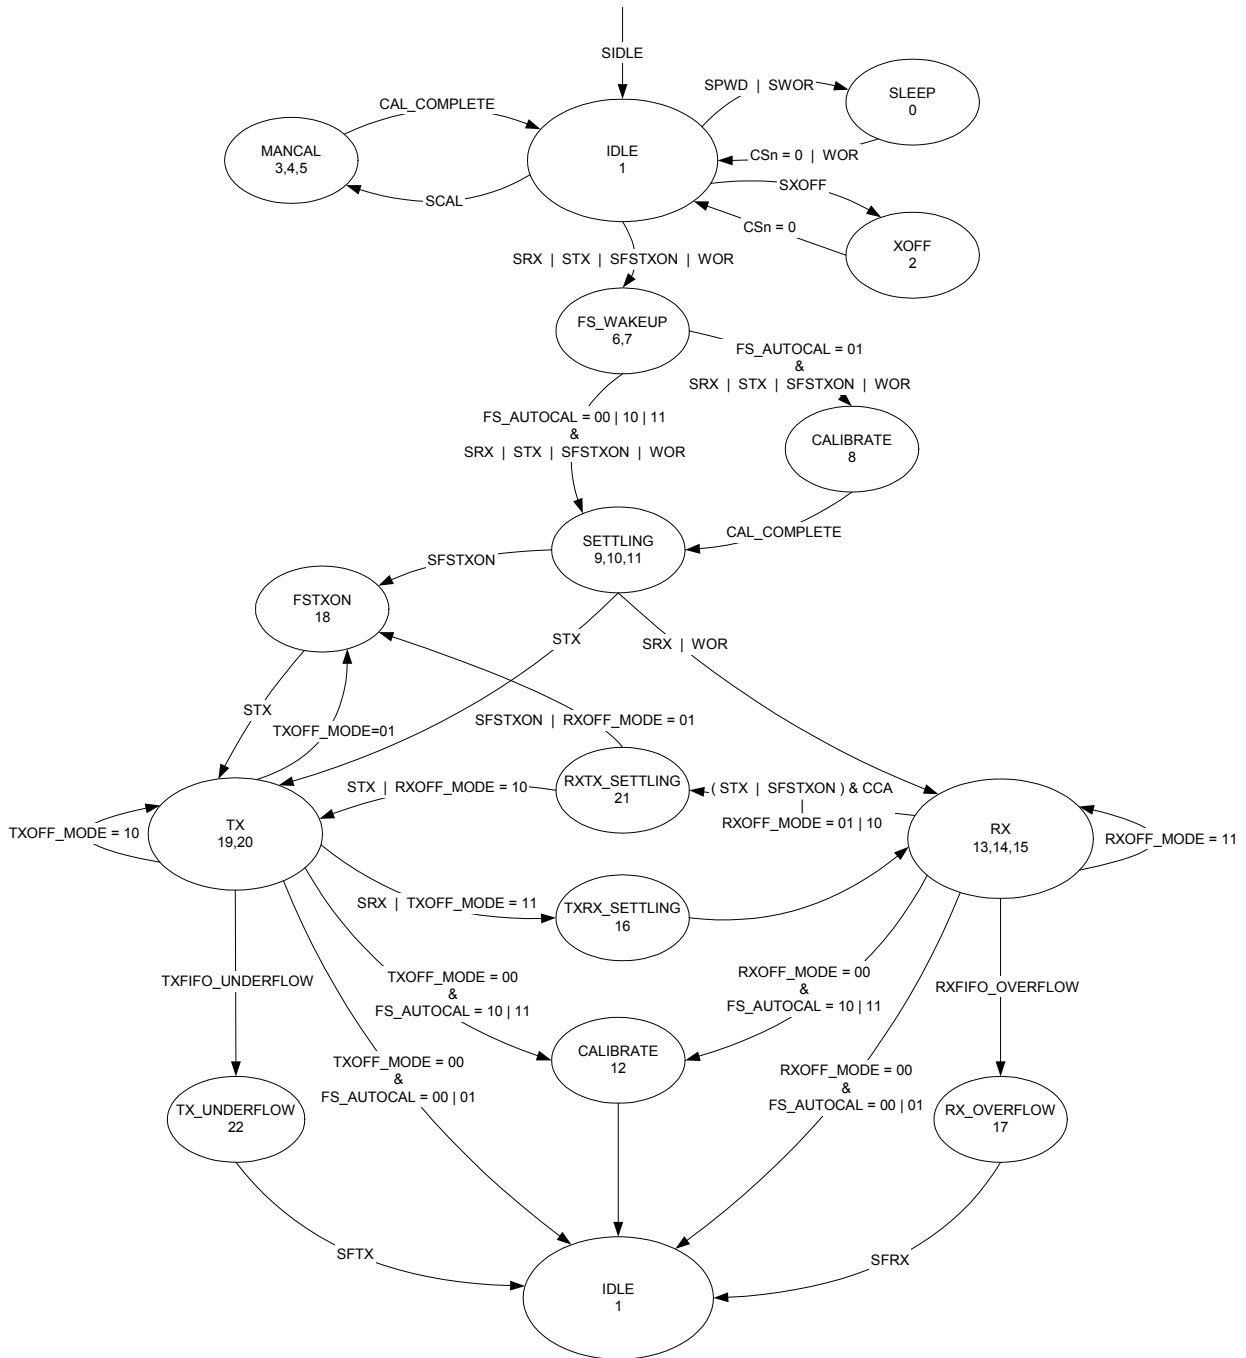 SIDLE
SPWD | SWOR
SLEEP
0
CAL_COMPLETE
MANCAL
3,4,5
IDLE
1
CSn = 0 | WOR
SXOFF
SCAL
CSn = 0
XOFF
2
SRX | STX | SFSTXON | WOR
FS_WAKEUP
6,7
FS_AUTOCAL = 01
&
SRX | STX | SFSTXON | WOR
FS_AUTOCAL = 00 | 10 | 11
&
SRX | STX | SFSTXON | WOR
CALIBRATE
8
CAL_COMPLETE
SETTLING
9,10,11
SFSTXON
FSTXON
18
STX
SRX | WOR
STX
TXOFF_MODE=01
SFSTXON | RXOFF_MODE = 01
STX | RXOFF_MODE = 10
RXTX_SETTLING
21
( STX | SFSTXON ) & CCA
|
RXOFF_MODE = 01 | 10
TXOFF_MODE = 10
TX
19,20
RX
13,14,15
RXOFF_MODE = 11
SRX | TXOFF_MODE = 11
TXRX_SETTLING
16
TXFIFO_UNDERFLOW
TXOFF_MODE = 00
&
FS_AUTOCAL = 10 | 11
RXOFF_MODE = 00
&
FS_AUTOCAL = 10 | 11
RXFIFO_OVERFLOW
CALIBRATE
12
TXOFF_MODE = 00
&
FS_AUTOCAL = 00 | 01
RXOFF_MODE = 00
&
FS_AUTOCAL = 00 | 01
TX_UNDERFLOW
22
RX_OVERFLOW
17
SFTX
SFRX
IDLE
1